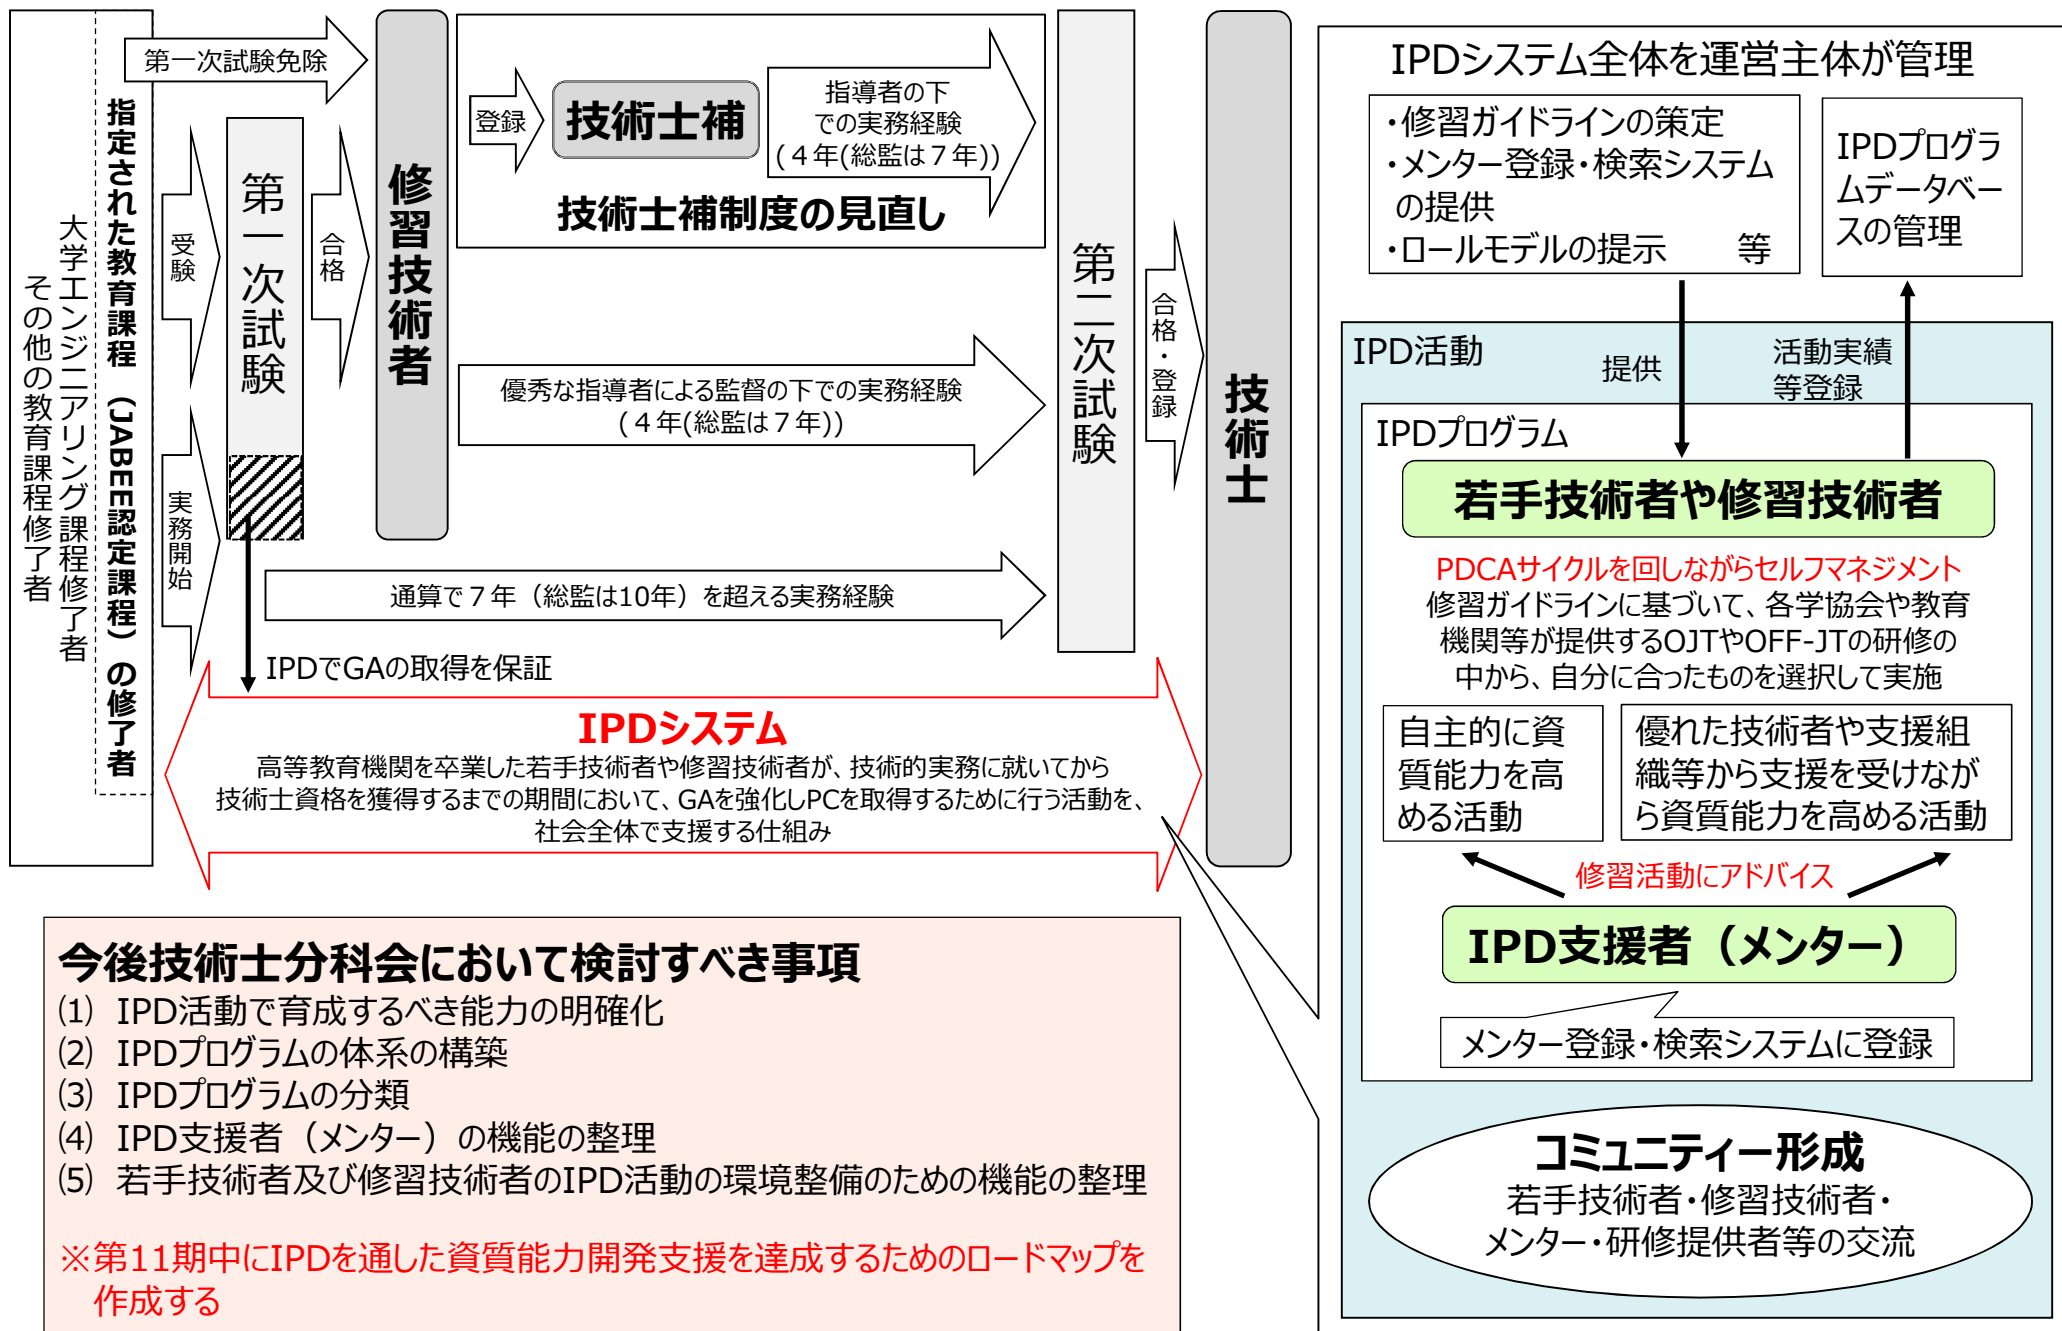 第一次試験免除
指定された教育課程（JABEE認定課程）の修了者
大学エンジニアリング課程修了者
その他の教育課程修了者
受験
実務開始
第一次試験
合格
修習技術者
登録
技術士補
指導者の下
での実務経験
(４年(総監は７年))
技術士補制度の見直し
優秀な指導者による監督の下での実務経験
(４年(総監は７年))
通算で７年（総監は10年）を超える実務経験
第二次試験
合格・登録
技術士
IPDでGAの取得を保証
IPDシステム
高等教育機関を卒業した若手技術者や修習技術者が、技術的実務に就いてから
技術士資格を獲得するまでの期間において、GAを強化しPCを取得するために行う活動を、
社会全体で支援する仕組み
今後技術士分科会において検討すべき事項
⑴ IPD活動で育成するべき能力の明確化
⑵ IPDプログラムの体系の構築
⑶ IPDプログラムの分類
⑷ IPD支援者（メンター）の機能の整理
⑸ 若手技術者及び修習技術者のIPD活動の環境整備のための機能の整理
※第11期中にIPDを通した資質能力開発支援を達成するためのロードマップを
作成する
IPDシステム全体を運営主体が管理
・修習ガイドラインの策定
・メンター登録・検索システム
の提供
・ロールモデルの提示 等
IPDプログラ
ムデータベー
スの管理
IPD活動
提供
活動実績
等登録
IPDプログラム
若手技術者や修習技術者
PDCAサイクルを回しながらセルフマネジメント
修習ガイドラインに基づいて、各学協会や教育
機関等が提供するOJTやOFF-JTの研修の
中から、自分に合ったものを選択して実施
自主的に資
質能力を高
める活動
優れた技術者や支援組
織等から支援を受けなが
ら資質能力を高める活動
修習活動にアドバイス
IPD支援者（メンター）
メンター登録・検索システムに登録
コミュニティー形成
若手技術者・修習技術者・
メンター・研修提供者等の交流